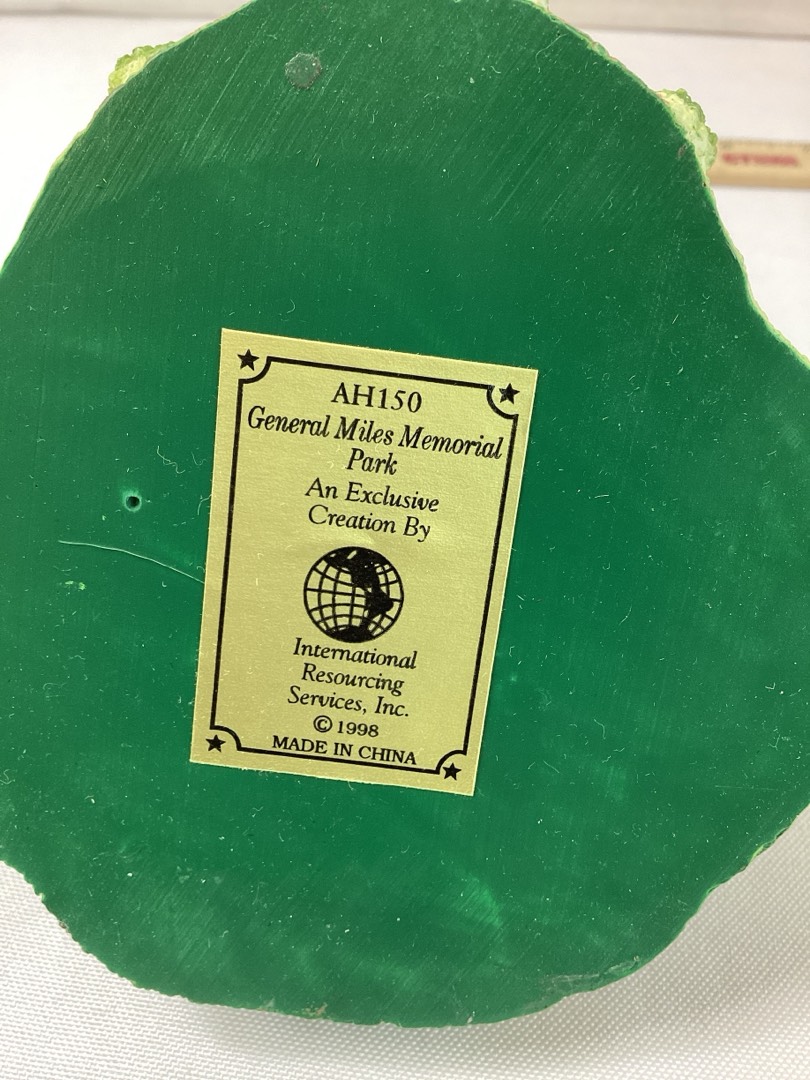 AH150
General Miles Memorial
Park
An Exclusive
Creation By
International
Resourcing
Services, Inc.
© 1998
MADE IN CHINA